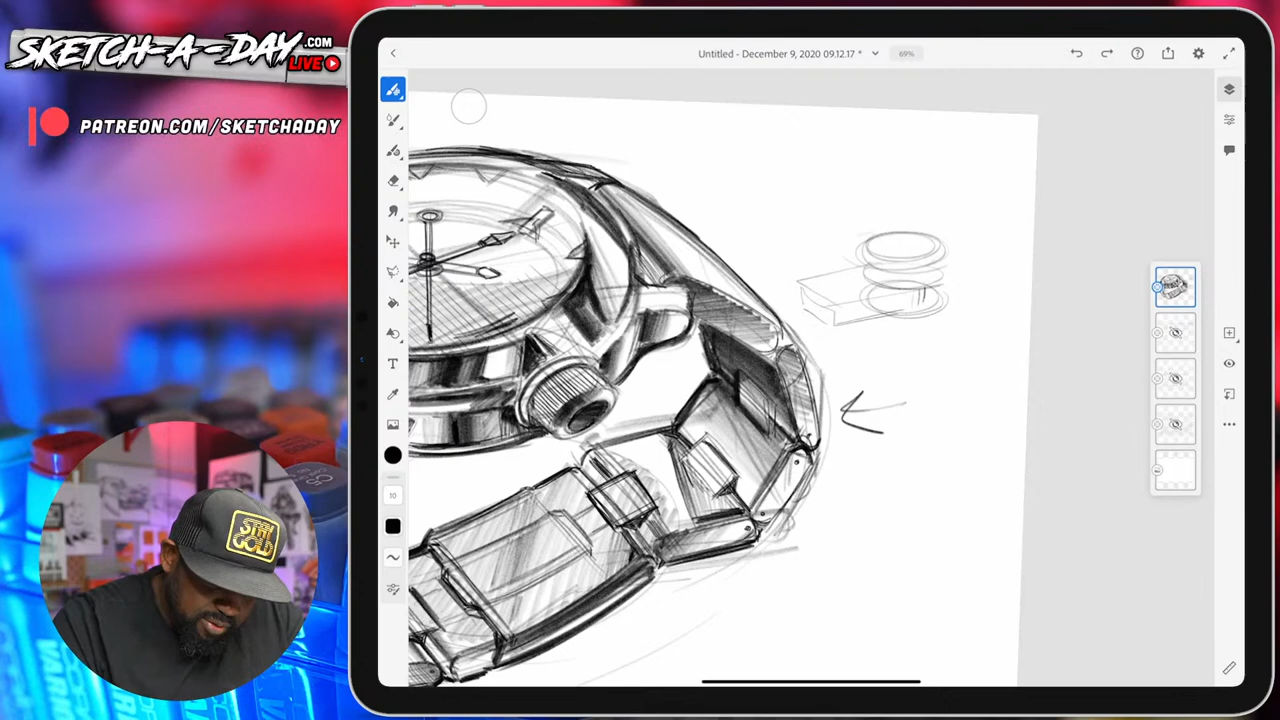 SKETCH-A-DAY.COM
LIVE
PATREON.COM/SKETCHADAY
Untitled - December 9, 2020 09.12.17 *
69%
T
10
STAY
GOLD